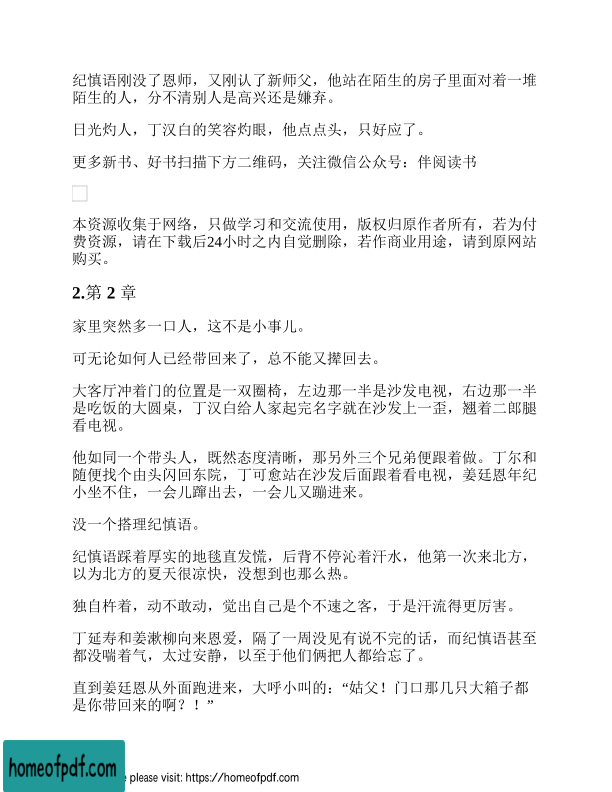 纪慎语刚没了恩师，又刚认了新师父，他站在陌生的房子里面对着一堆
陌生的人，分不清别人是高兴还是嫌弃。
日光灼人，丁汉白的笑容灼眼，他点点头，只好应了。
更多新书、好书扫描下方二维码，关注微信公众号：伴阅读书
本资源收集于网络，只做学习和交流使用，版权归原作者所有，若为付
费资源，请在下载后24小时之内自觉删除，若作商业用途，请到原网站
购买。
2.第 2 章
家里突然多一口人，这不是小事儿。
可无论如何人已经带回来了，总不能又撵回去。
大客厅冲着门的位置是一双圈椅，左边那一半是沙发电视，右边那一半
是吃饭的大圆桌，丁汉白给人家起完名字就在沙发上一歪，翘着二郎腿
看电视。
他如同一个带头人，既然态度清晰，那另外三个兄弟便跟着做。丁尔和
随便找个由头闪回东院，丁可愈站在沙发后面跟着看电视，姜廷恩年纪
小坐不住，一会儿蹿出去，一会儿又蹦进来。
没一个搭理纪慎语。
纪慎语踩着厚实的地毯直发慌，后背不停沁着汗水，他第一次来北方，
以为北方的夏天很凉快，没想到也那么热。
独自杵着，动不敢动，觉出自己是个不速之客，于是汗流得更厉害。
丁延寿和姜漱柳向来恩爱，隔了一周没见有说不完的话，而纪慎语甚至
都没喘着气，太过安静，以至于他们俩把人都给忘了。
直到姜廷恩从外面跑进来，大呼小叫的：“姑父！门口那几只大箱子都
是你带回来的啊？！”
homeofpdf.com
e please visit: https://homeofpdf.com